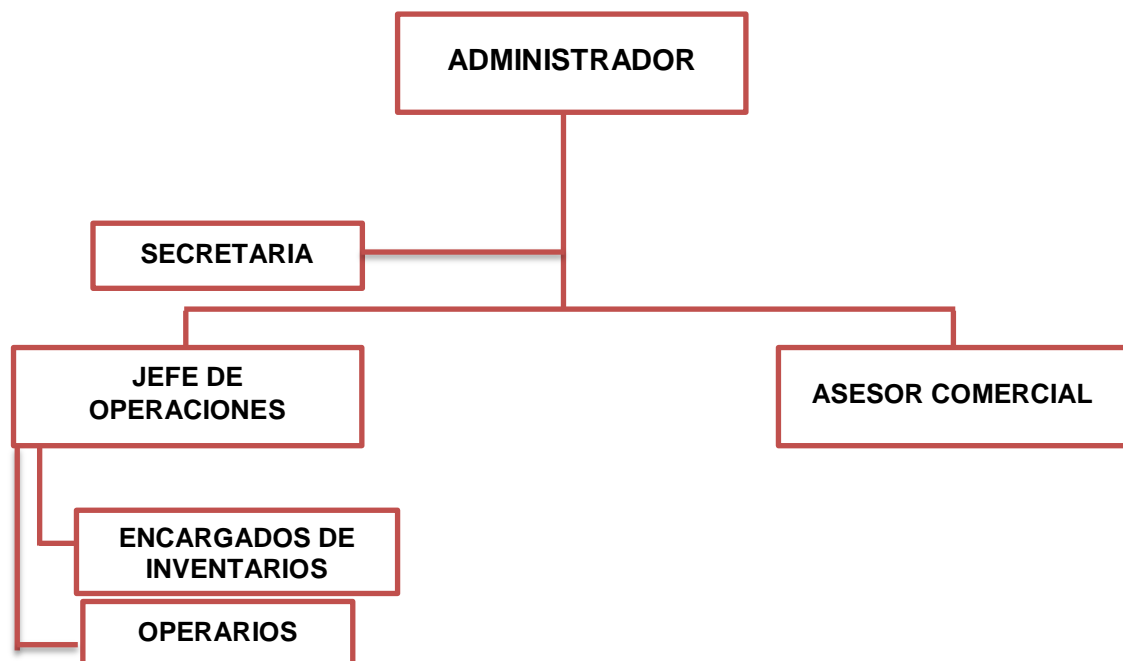 ADMINISTRADOR
SECRETARIA
JEFE DE
OPERACIONES
ASESOR COMERCIAL
ENCARGADOS DE
INVENTARIOS
OPERARIOS